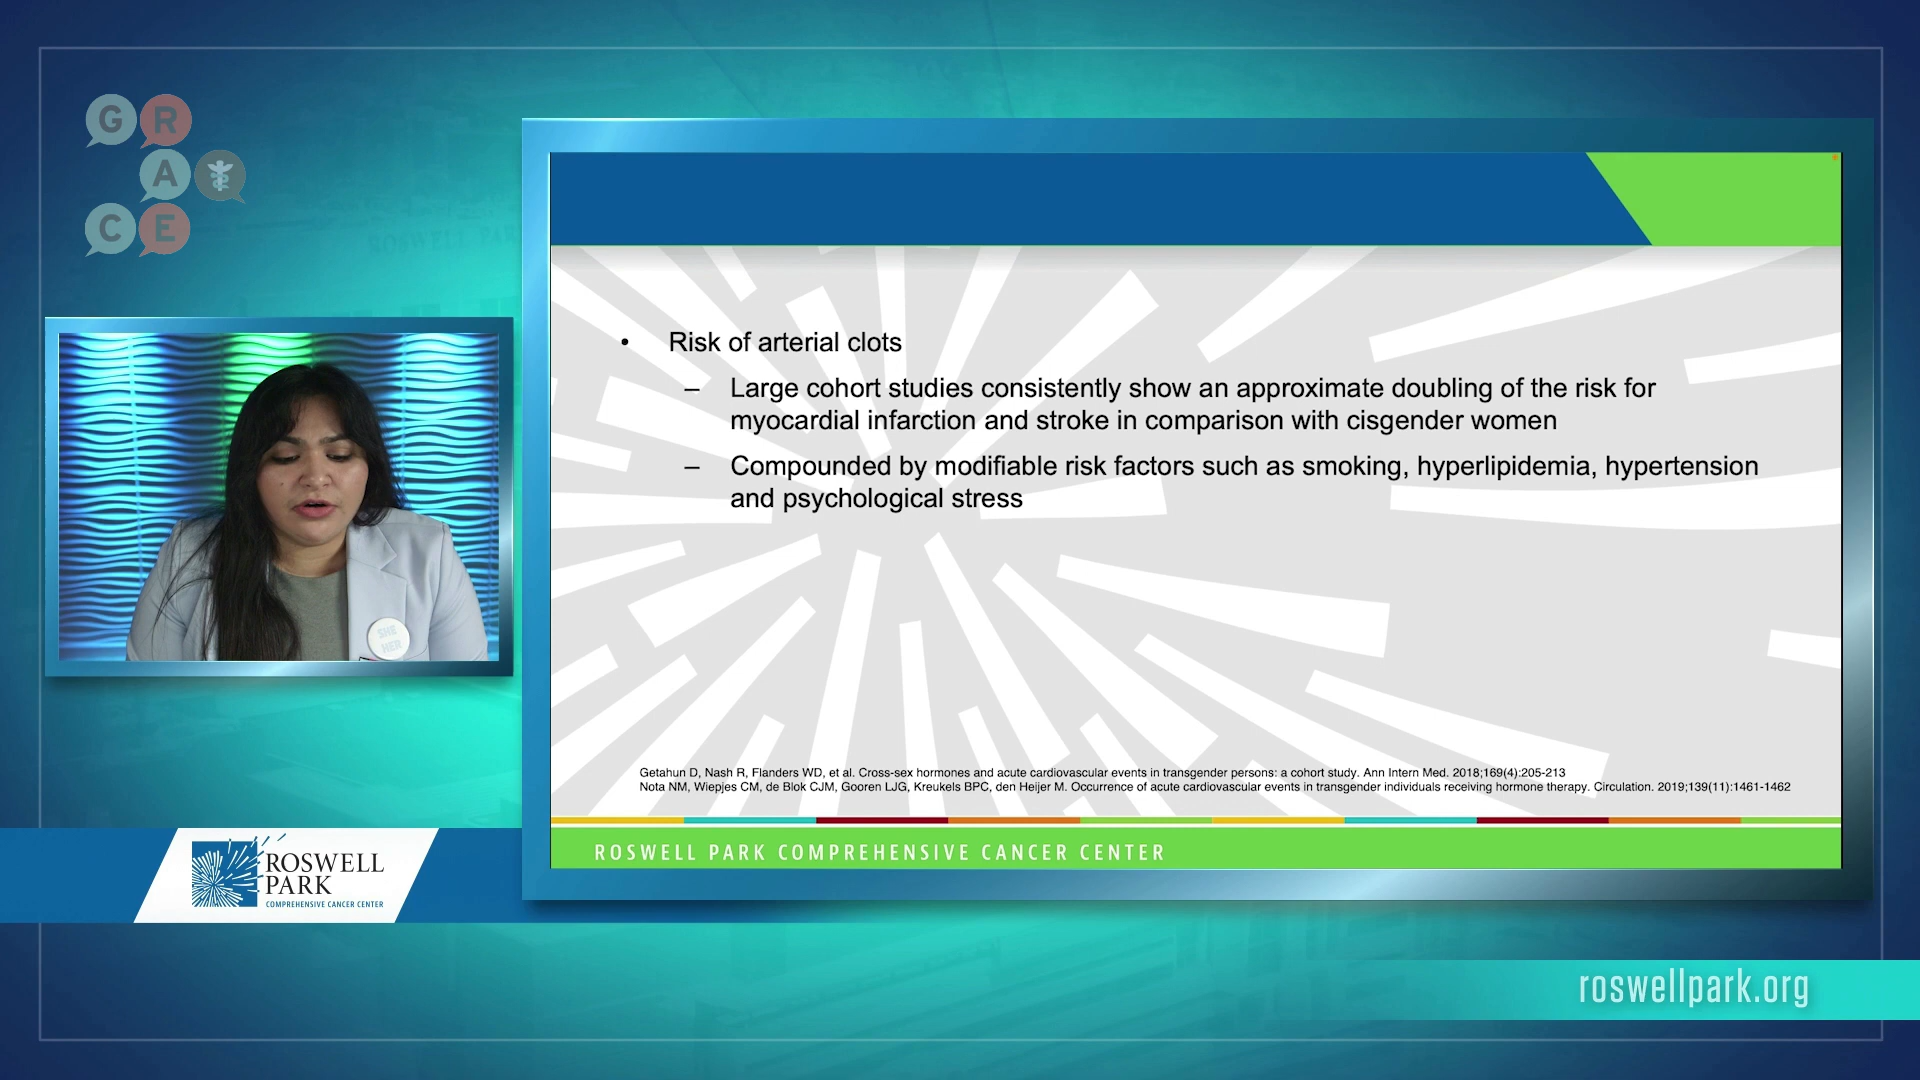 G R
A
C E
• Risk of arterial clots
– Large cohort studies consistently show an approximate doubling of the risk for
myocardial infarction and stroke in comparison with cisgender women
– Compounded by modifiable risk factors such as smoking, hyperlipidemia, hypertension
and psychological stress
Getahun D, Nash R, Flanders WD, et al. Cross-sex hormones and acute cardiovascular events in transgender persons: a cohort study. Ann Intern Med. 2018;169(4):205-213
Nota NM, Wiepjes CM, de Blok CJM, Gooren LJG, Kreukels BPC, den Heijer M. Occurrence of acute cardiovascular events in transgender individuals receiving hormone therapy. Circulation. 2019;139(11):1461-1462
ROSWELL PARK COMPREHENSIVE CANCER CENTER
SHE
HER
ROSWELL
PARK
COMPREHENSIVE CANCER CENTER
roswellpark.org